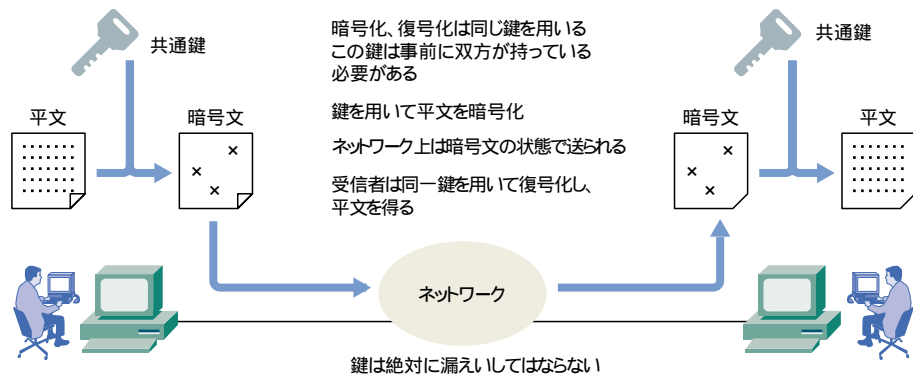 共通鍵
暗号化、復号化は同じ鍵を用いる
この鍵は事前に双方が持っている
必要がある
共通鍵
鍵を用いて平文を暗号化
平文
暗号文
ネットワーク上は暗号文の状態で送られる
暗号文
平文
受信者は同一鍵を用いて復号化し、
平文を得る
ネットワーク
鍵は絶対に漏えいしてはならない